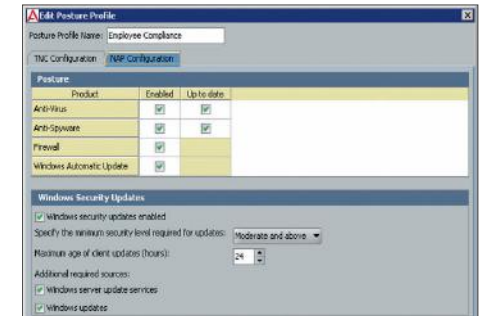 Edit Posture Profile
Posture Profile Name: Employee Compliance
TNC Configuration NAP Configuration
Posture
Product Enabled Up to date
Anti-Virus
Anti-Spyware
Firewall
Windows Automatic Update
Windows Security Updates
Windows security updates enabled
Specify the minimum security level required for updates: Moderate and above
Maximum age of client updates (hours): 24
Additional required sources:
Windows server update services
Windows updates